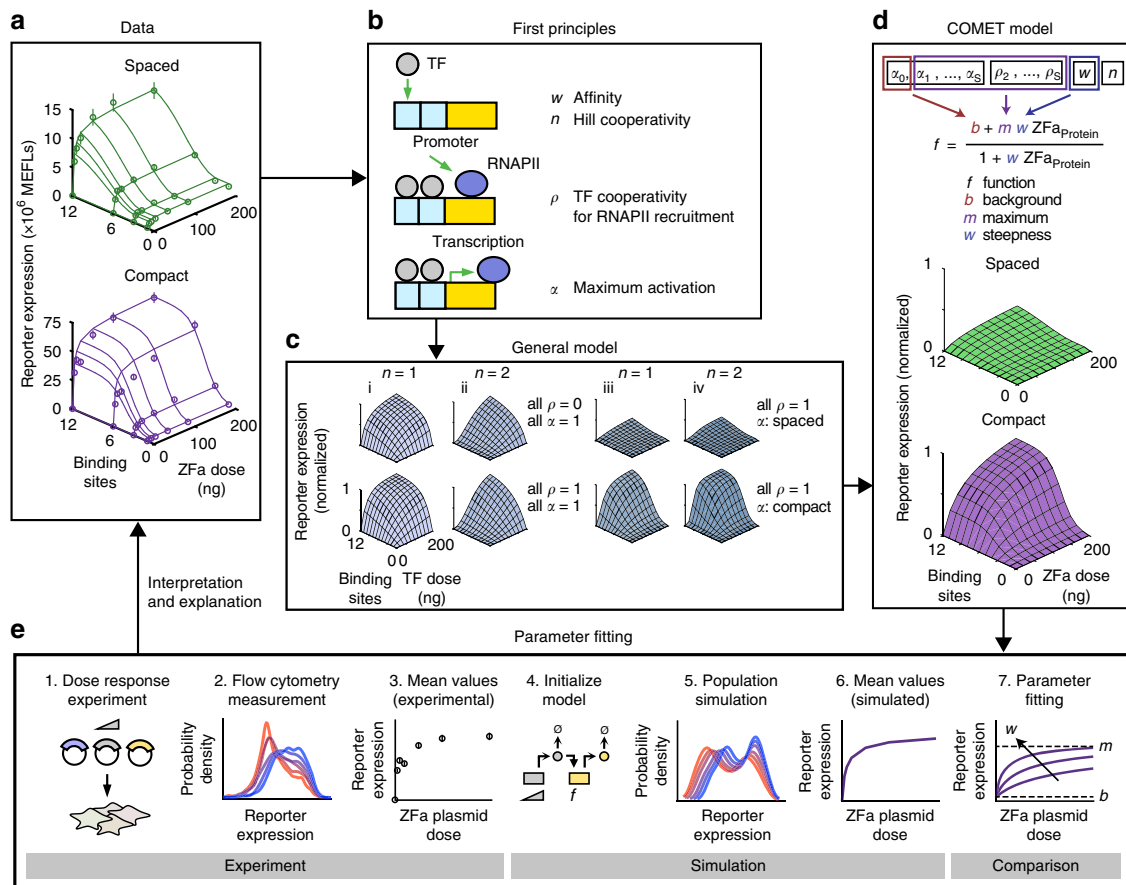 a
Data
Spaced
15
10
5
0
12
6
0
0
100
200
Compact
75
50
25
0
12
6
0
0
100
200
Reporter expression (×10⁶ MEFLs)
Binding
sites
ZFa dose
(ng)
Interpretation
and explanation
b
First principles
TF
w Affinity
n Hill cooperativity
Promoter
RNAPII
ρ TF cooperativity
for RNAPII recruitment
Transcription
α Maximum activation
c
General model
n = 1
n = 2
n = 1
n = 2
i
ii
iii
iv
all ρ = 0
all α = 1
all ρ = 1
α: spaced
all ρ = 1
all α = 1
all ρ = 1
α: compact
Reporter expression
(normalized)
1
0
12
0
0
200
Binding
sites
TF dose
(ng)
d
COMET model
α₀, α₁ , ..., αS ρ₂ , ..., ρS w n
b + m w ZFaProtein
f =
1 + w ZFaProtein
f function
b background
m maximum
w steepness
Spaced
1
0
12
0
0
200
Compact
1
0
12
0
0
200
Reporter expression (normalized)
Binding
sites
ZFa dose
(ng)
e
Parameter fitting
1. Dose response
experiment
2. Flow cytometry
measurement
Probability
density
Reporter
expression
3. Mean values
(experimental)
Reporter
expression
ZFa plasmid
dose
4. Initialize
model
∅
∅
f
5. Population
simulation
Probability
density
Reporter
expression
6. Mean values
(simulated)
Reporter
expression
ZFa plasmid
dose
7. Parameter
fitting
w
m
b
Reporter
expression
ZFa plasmid
dose
Experiment
Simulation
Comparison